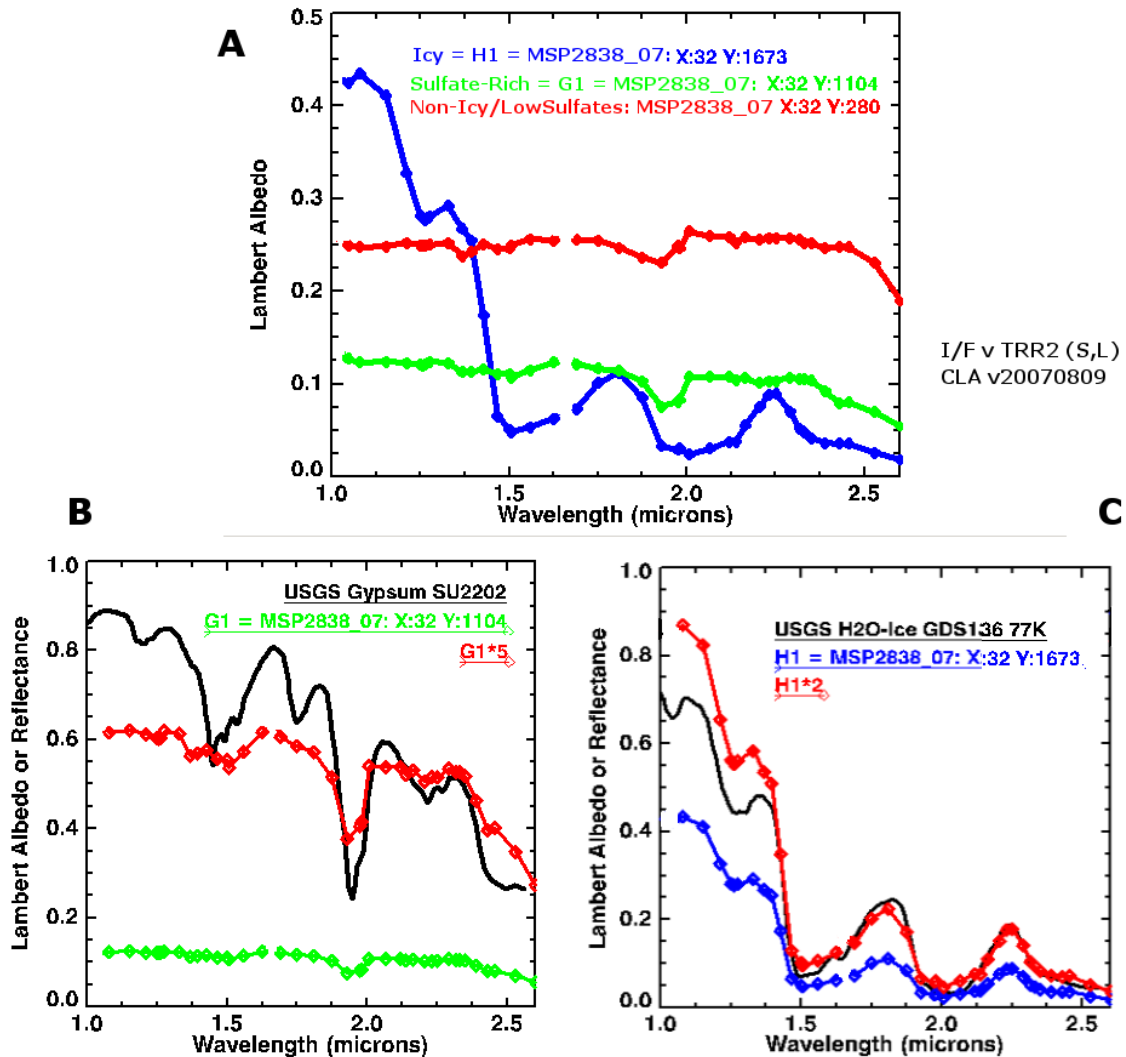 A
Icy = H1 = MSP2838_07: X:32 Y:1673
Sulfate-Rich = G1 = MSP2838_07: X:32 Y:1104
Non-Icy/LowSulfates: MSP2838_07 X:32 Y:280
0.5
0.4
0.3
0.2
0.1
0.0
Lambert Albedo
1.0
1.5
2.0
2.5
Wavelength (microns)
I/F v TRR2 (S,L)
CLA v20070809
B
USGS Gypsum SU2202
G1 = MSP2838_07: X:32 Y:1104
G1*5
1.0
0.8
0.6
0.4
0.2
0.0
Lambert Albedo or Reflectance
1.0
1.5
2.0
2.5
Wavelength (microns)
C
USGS H2O-Ice GDS136 77K
H1 = MSP2838_07: X:32 Y:1673
H1*2
1.0
0.8
0.6
0.4
0.2
0.0
Lambert Albedo or Reflectance
1.0
1.5
2.0
2.5
Wavelength (microns)